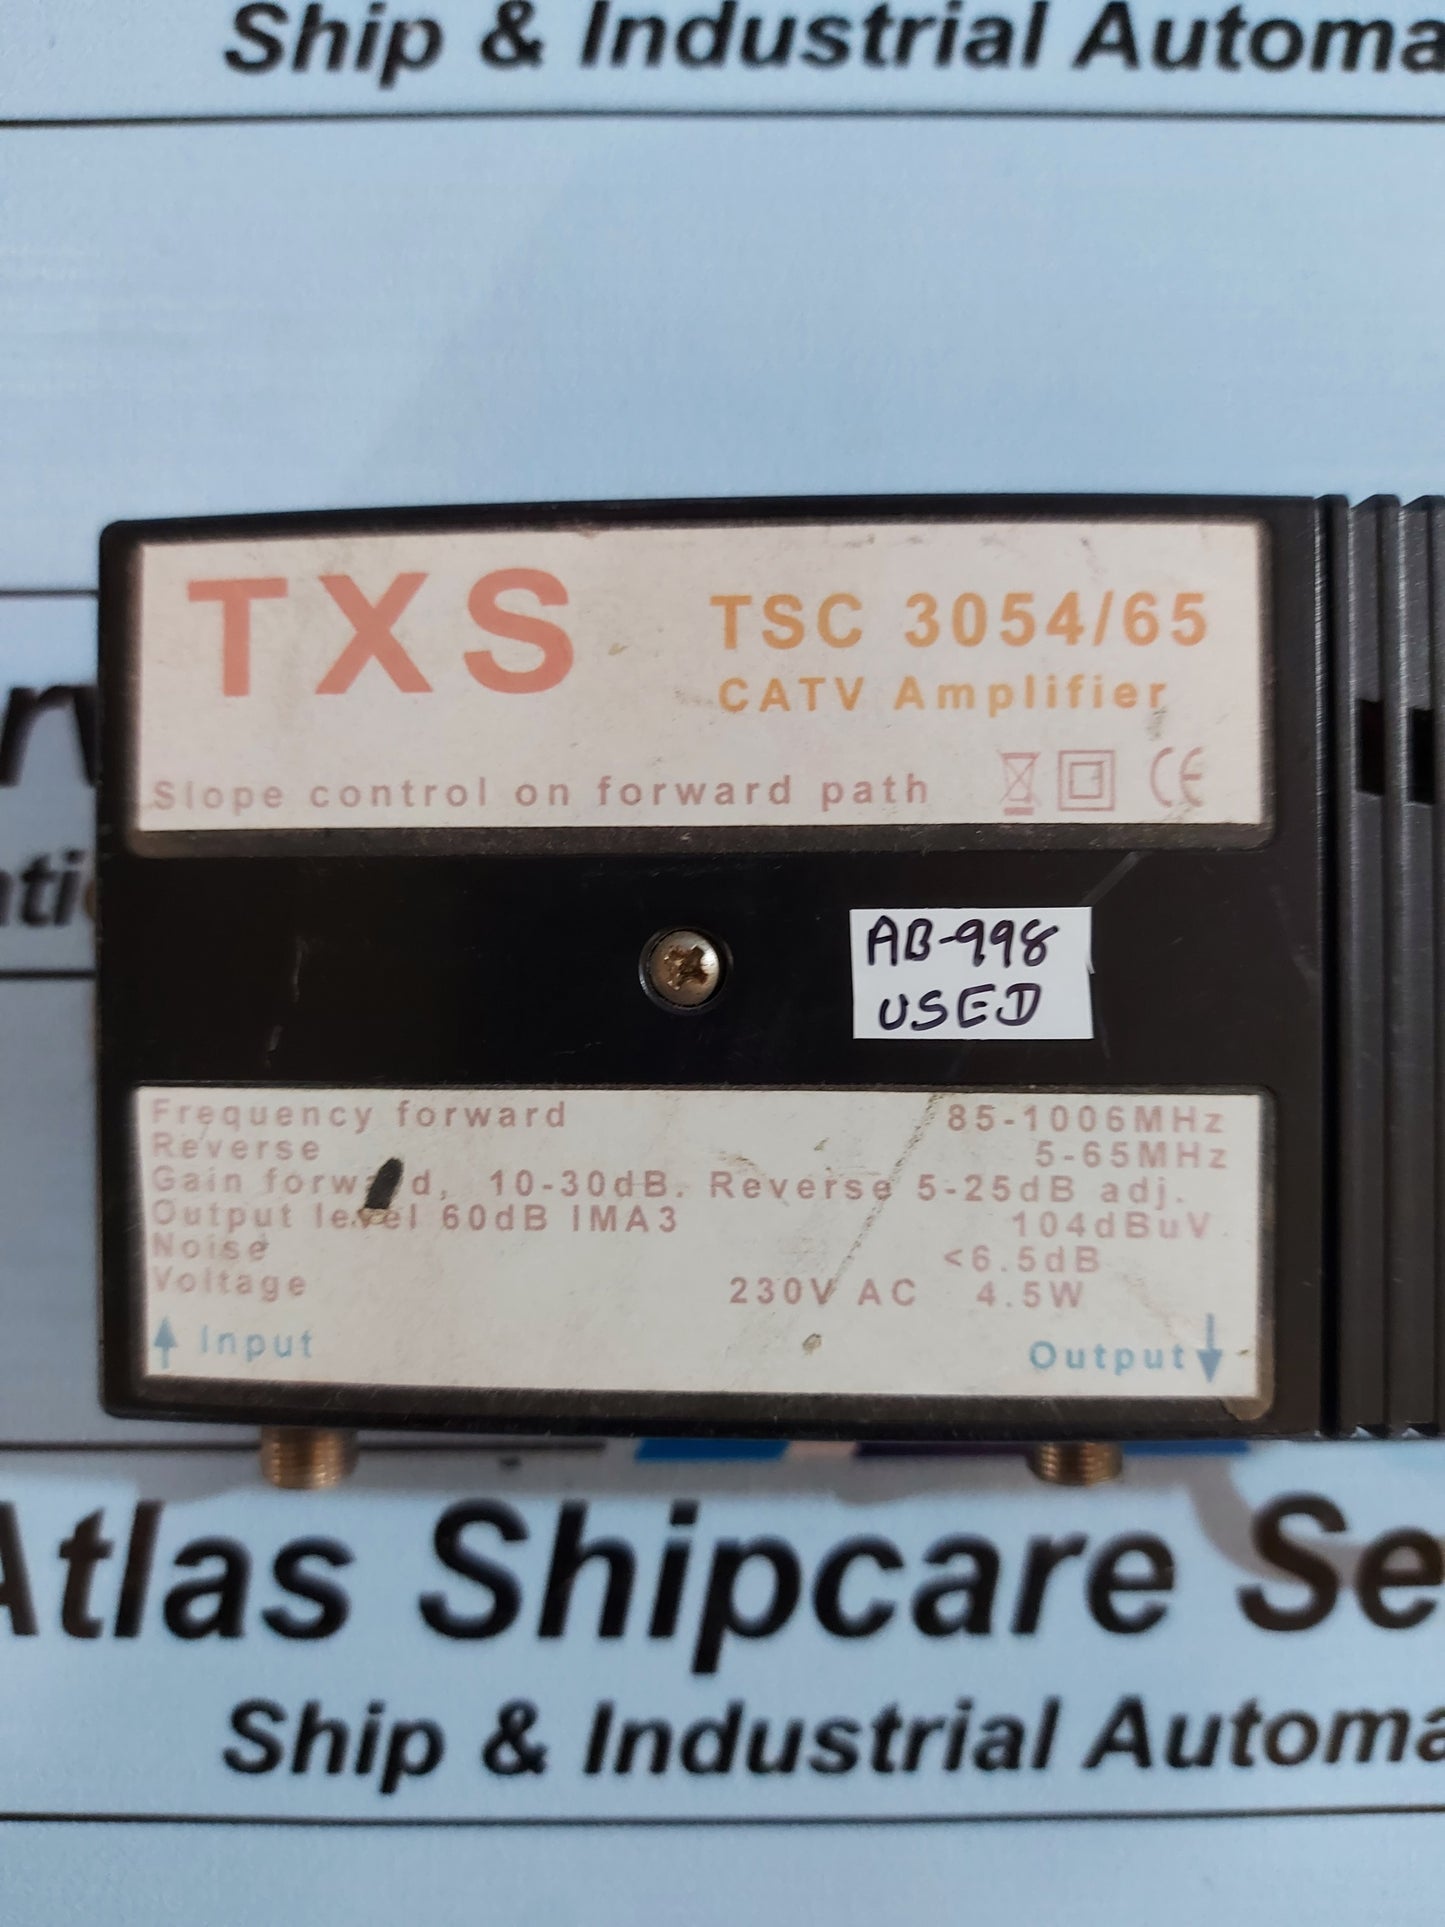 Ship & Industrial Automa
TXS
TSC 3054/65
CATV Amplifier
Slope control on forward path
CE
AB-998
USED
Frequency forward 85-1006MHz
Reverse 5-65MHz
Gain forward, 10-30dB. Reverse 5-25dB adj.
Output level 60dB IMA3 104dBuV
Noise <6.5dB
Voltage 230V AC 4.5W
Input Output
Atlas Shipcare Se
Ship & Industrial Automa